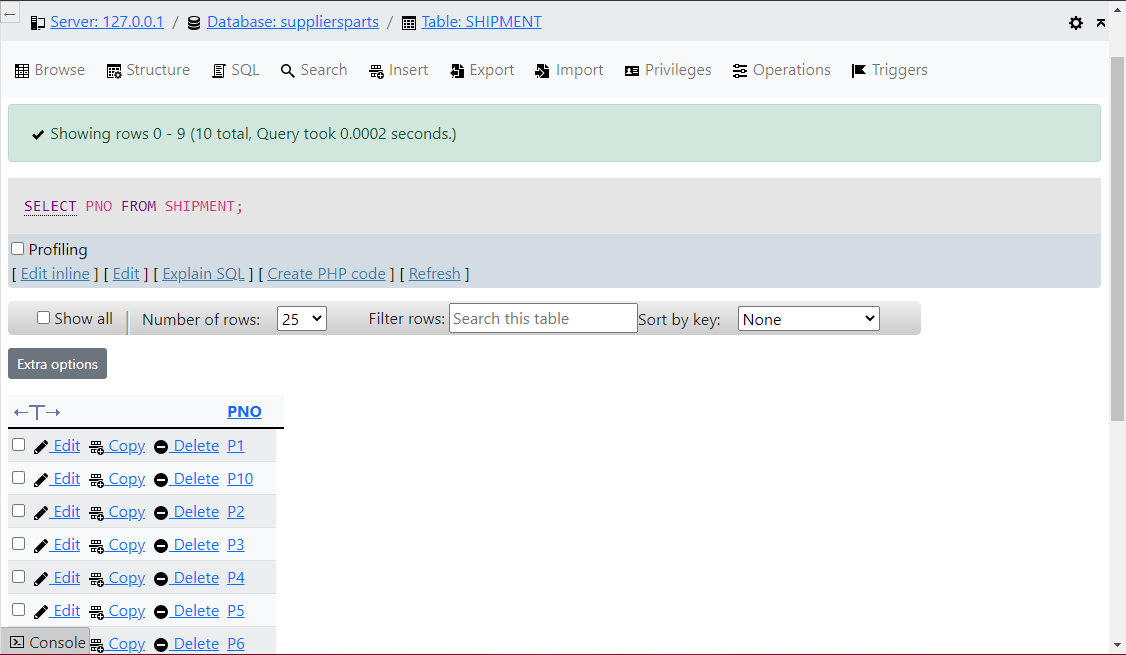 Server: 127.0.0.1 / Database: suppliersparts / Table: SHIPMENT
Browse Structure SQL Search Insert Export Import Privileges Operations Triggers
Showing rows 0 - 9 (10 total, Query took 0.0002 seconds.)
SELECT PNO FROM SHIPMENT;
Profiling
[ Edit inline ] [ Edit ] [ Explain SQL ] [ Create PHP code ] [ Refresh ]
Show all | Number of rows: 25 Filter rows: Search this table Sort by key: None
Extra options
←T→ PNO
Edit Copy Delete P1
Edit Copy Delete P10
Edit Copy Delete P2
Edit Copy Delete P3
Edit Copy Delete P4
Edit Copy Delete P5
Console Copy Delete P6